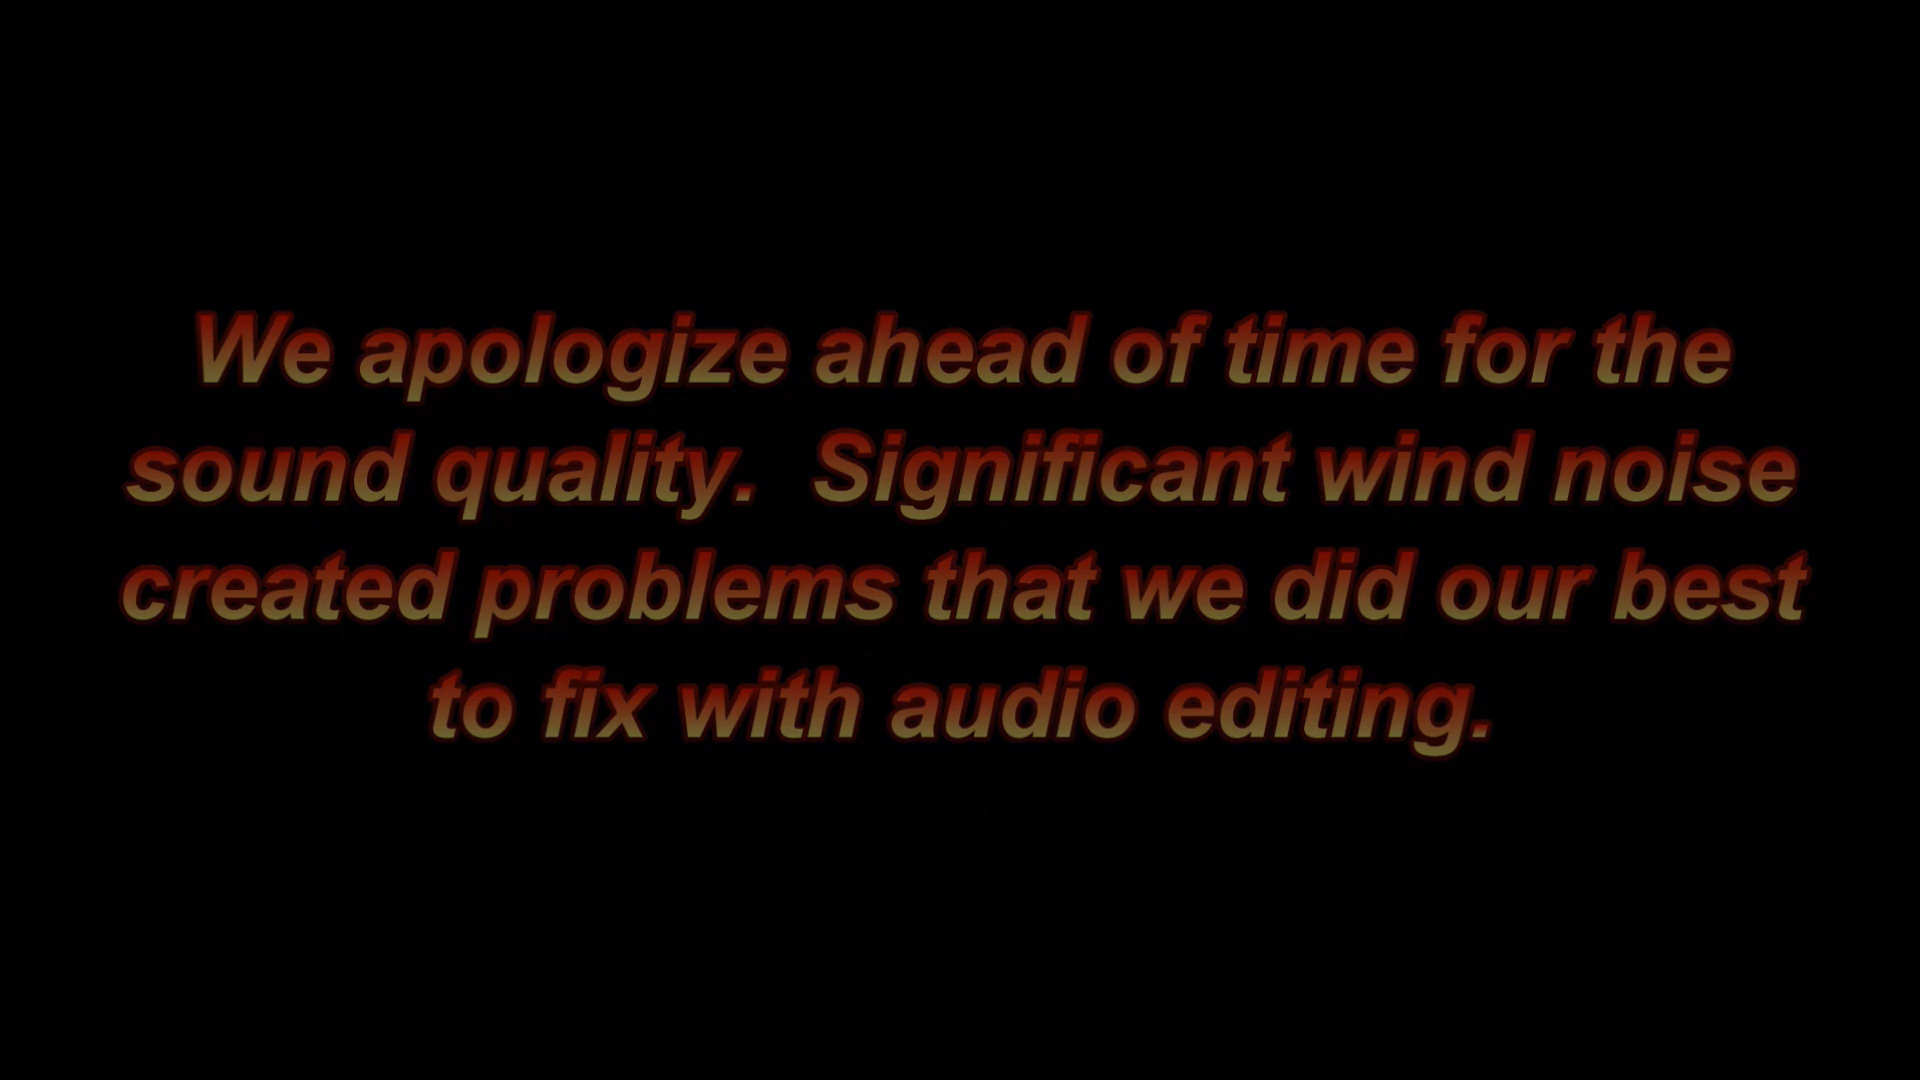 We apologize ahead of time for the
sound quality.  Significant wind noise
created problems that we did our best
to fix with audio editing.